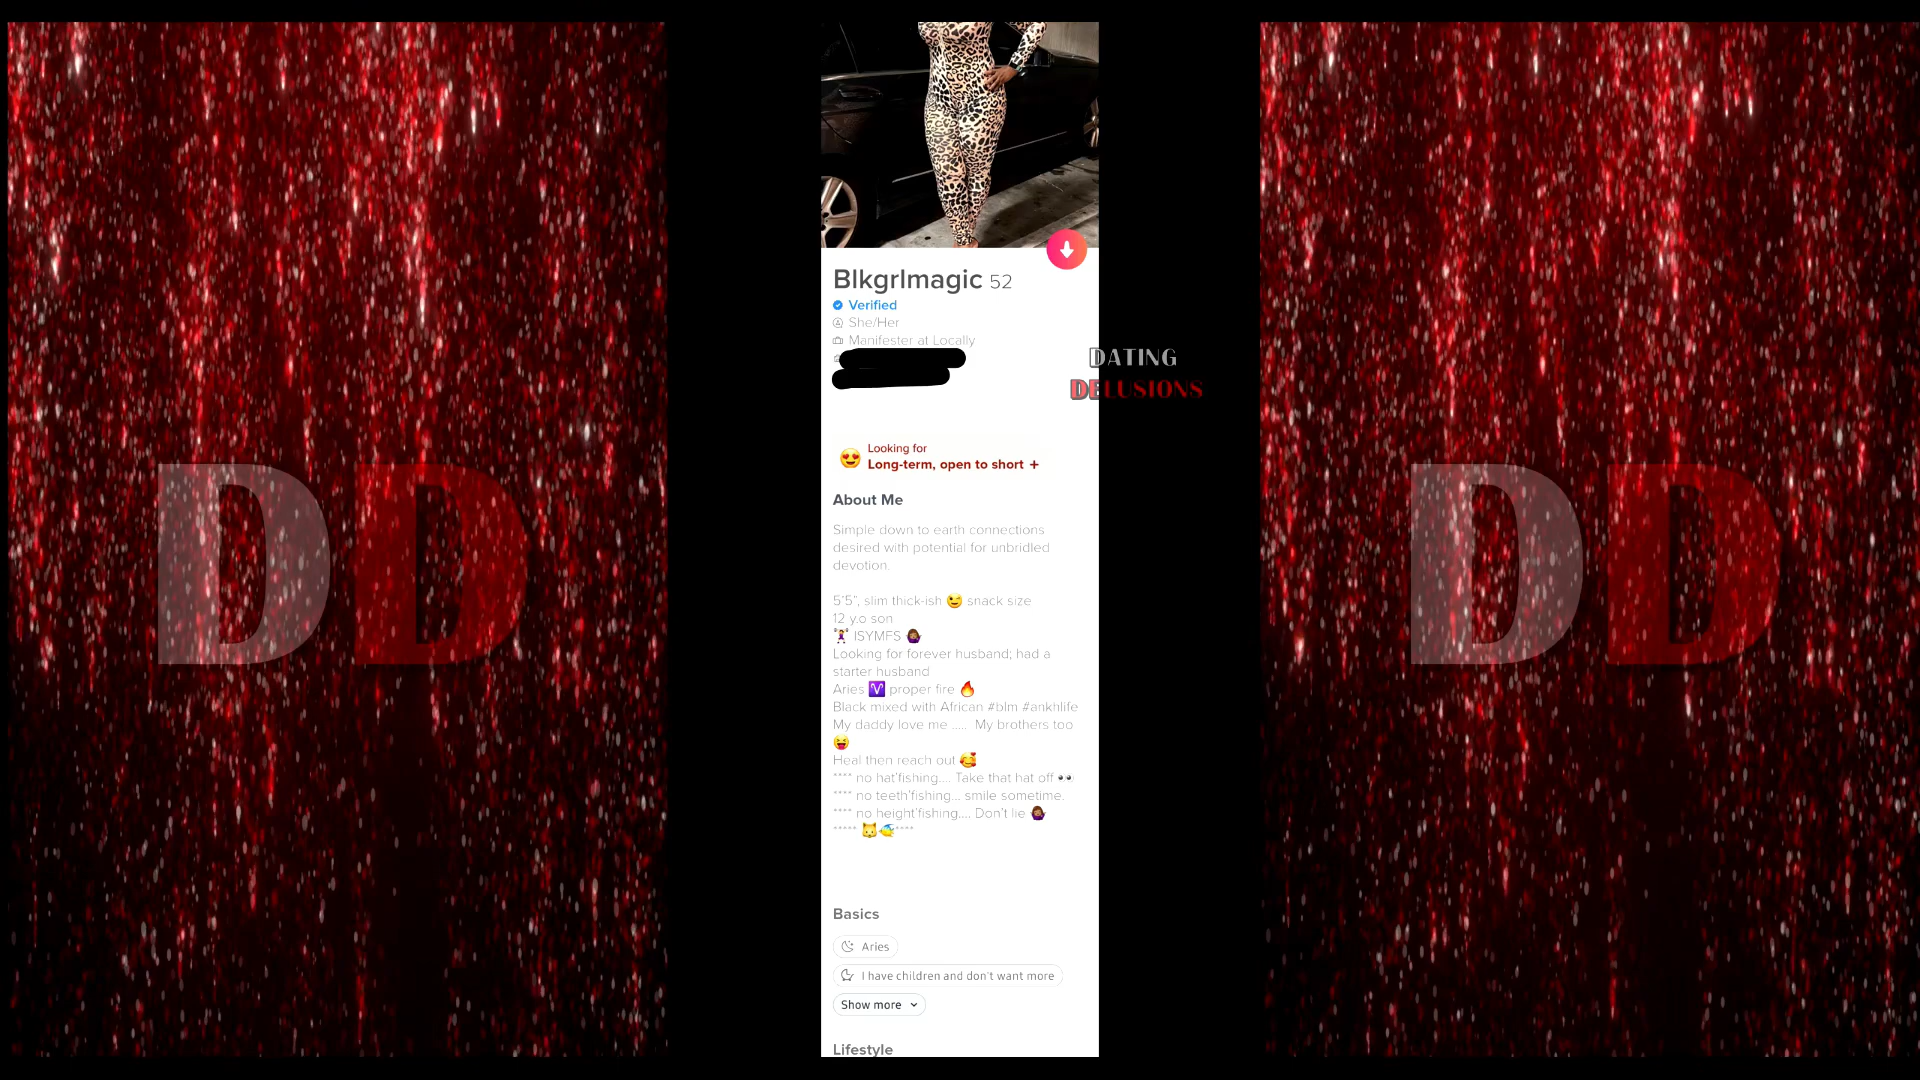 Blkgrlmagic 52
Verified
She/Her
Manifester at Locally
DATING
DELUSIONS
Looking for
Long-term, open to short +
About Me
Simple down to earth connections
desired with potential for unbridled
devotion.
5'5", slim thick-ish 😉 snack size
12 y.o son
🏋🏽‍♀️ ISYMFS 🤷🏾‍♀️
Looking for forever husband; had a
starter husband
Aries ♈ proper fire 🔥
Black mixed with African #blm #ankhlife
My daddy love me ..... My brothers too
😝
Heal then reach out 🥰
**** no hat'fishing.... Take that hat off 👀
**** no teeth'fishing... smile sometime.
**** no height'fishing.... Don't lie 🤷🏾‍♀️
***** 🐱🐠****
Basics
Aries
I have children and don't want more
Show more
Lifestyle
DD
DD